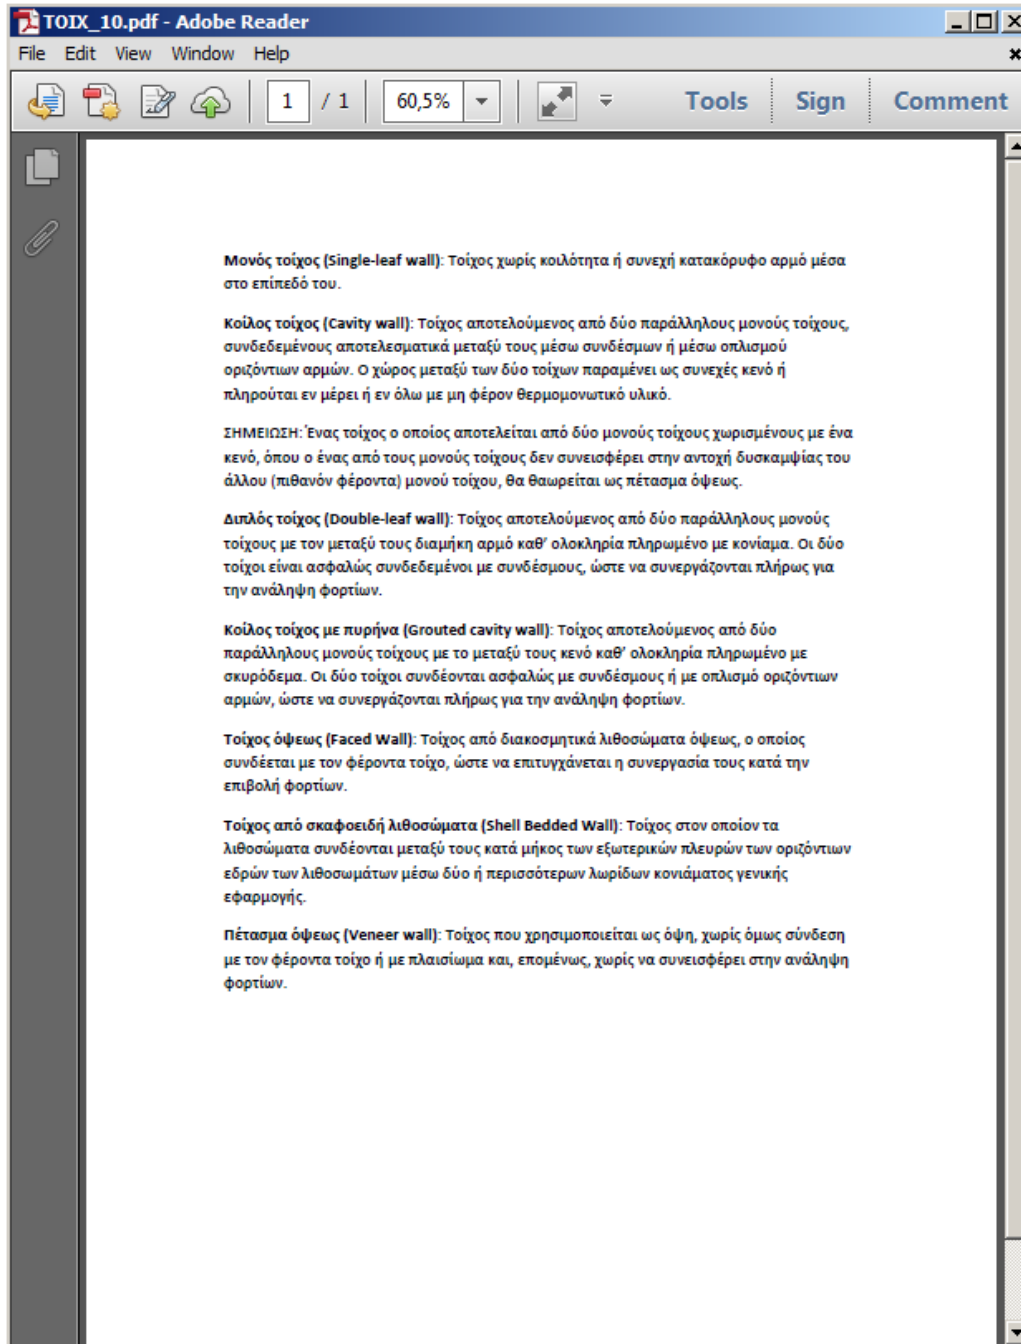 TOIX_10.pdf - Adobe Reader
File Edit View Window Help
1 / 1 60,5% Tools Sign Comment
Μονός τοίχος (Single-leaf wall): Τοίχος χωρίς κοιλότητα ή συνεχή κατακόρυφο αρμό μέσα
στο επίπεδό του.
Κοίλος τοίχος (Cavity wall): Τοίχος αποτελούμενος από δύο παράλληλους μονούς τοίχους,
συνδεδεμένους αποτελεσματικά μεταξύ τους μέσω συνδέσμων ή μέσω οπλισμού
οριζόντιων αρμών. Ο χώρος μεταξύ των δύο τοίχων παραμένει ως συνεχές κενό ή
πληρούται εν μέρει ή εν όλω με μη φέρον θερμομονωτικό υλικό.
ΣΗΜΕΙΩΣΗ: Ένας τοίχος ο οποίος αποτελείται από δύο μονούς τοίχους χωρισμένους με ένα
κενό, όπου ο ένας από τους μονούς τοίχους δεν συνεισφέρει στην αντοχή δυσκαμψίας του
άλλου (πιθανόν φέροντα) μονού τοίχου, θα θαωρείται ως πέτασμα όψεως.
Διπλός τοίχος (Double-leaf wall): Τοίχος αποτελούμενος από δύο παράλληλους μονούς
τοίχους με τον μεταξύ τους διαμήκη αρμό καθ' ολοκληρία πληρωμένο με κονίαμα. Οι δύο
τοίχοι είναι ασφαλώς συνδεδεμένοι με συνδέσμους, ώστε να συνεργάζονται πλήρως για
την ανάληψη φορτίων.
Κοίλος τοίχος με πυρήνα (Grouted cavity wall): Τοίχος αποτελούμενος από δύο
παράλληλους μονούς τοίχους με το μεταξύ τους κενό καθ' ολοκληρία πληρωμένο με
σκυρόδεμα. Οι δύο τοίχοι συνδέονται ασφαλώς με συνδέσμους ή με οπλισμό οριζόντιων
αρμών, ώστε να συνεργάζονται πλήρως για την ανάληψη φορτίων.
Τοίχος όψεως (Faced Wall): Τοίχος από διακοσμητικά λιθοσώματα όψεως, ο οποίος
συνδέεται με τον φέροντα τοίχο, ώστε να επιτυγχάνεται η συνεργασία τους κατά την
επιβολή φορτίων.
Τοίχος από σκαφοειδή λιθοσώματα (Shell Bedded Wall): Τοίχος στον οποίον τα
λιθοσώματα συνδέονται μεταξύ τους κατά μήκος των εξωτερικών πλευρών των οριζόντιων
εδρών των λιθοσωμάτων μέσω δύο ή περισσότερων λωρίδων κονιάματος γενικής
εφαρμογής.
Πέτασμα όψεως (Veneer wall): Τοίχος που χρησιμοποιείται ως όψη, χωρίς όμως σύνδεση
με τον φέροντα τοίχο ή με πλαισίωμα και, επομένως, χωρίς να συνεισφέρει στην ανάληψη
φορτίων.